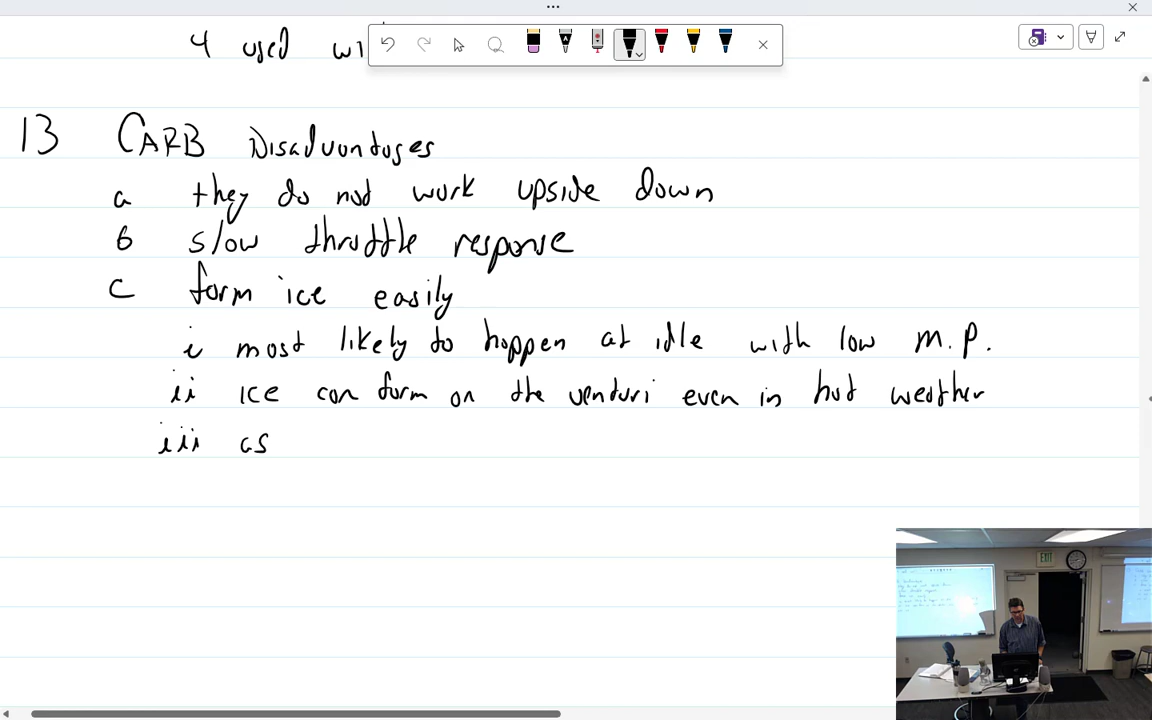 4 used wi
13 CARB Disadvantages
a they do not work upside down
b slow throttle response
c form ice easily
i most likely to happen at idle with low m.p.
ii ice can form on the venturi even in hot weather
iii as
EXIT